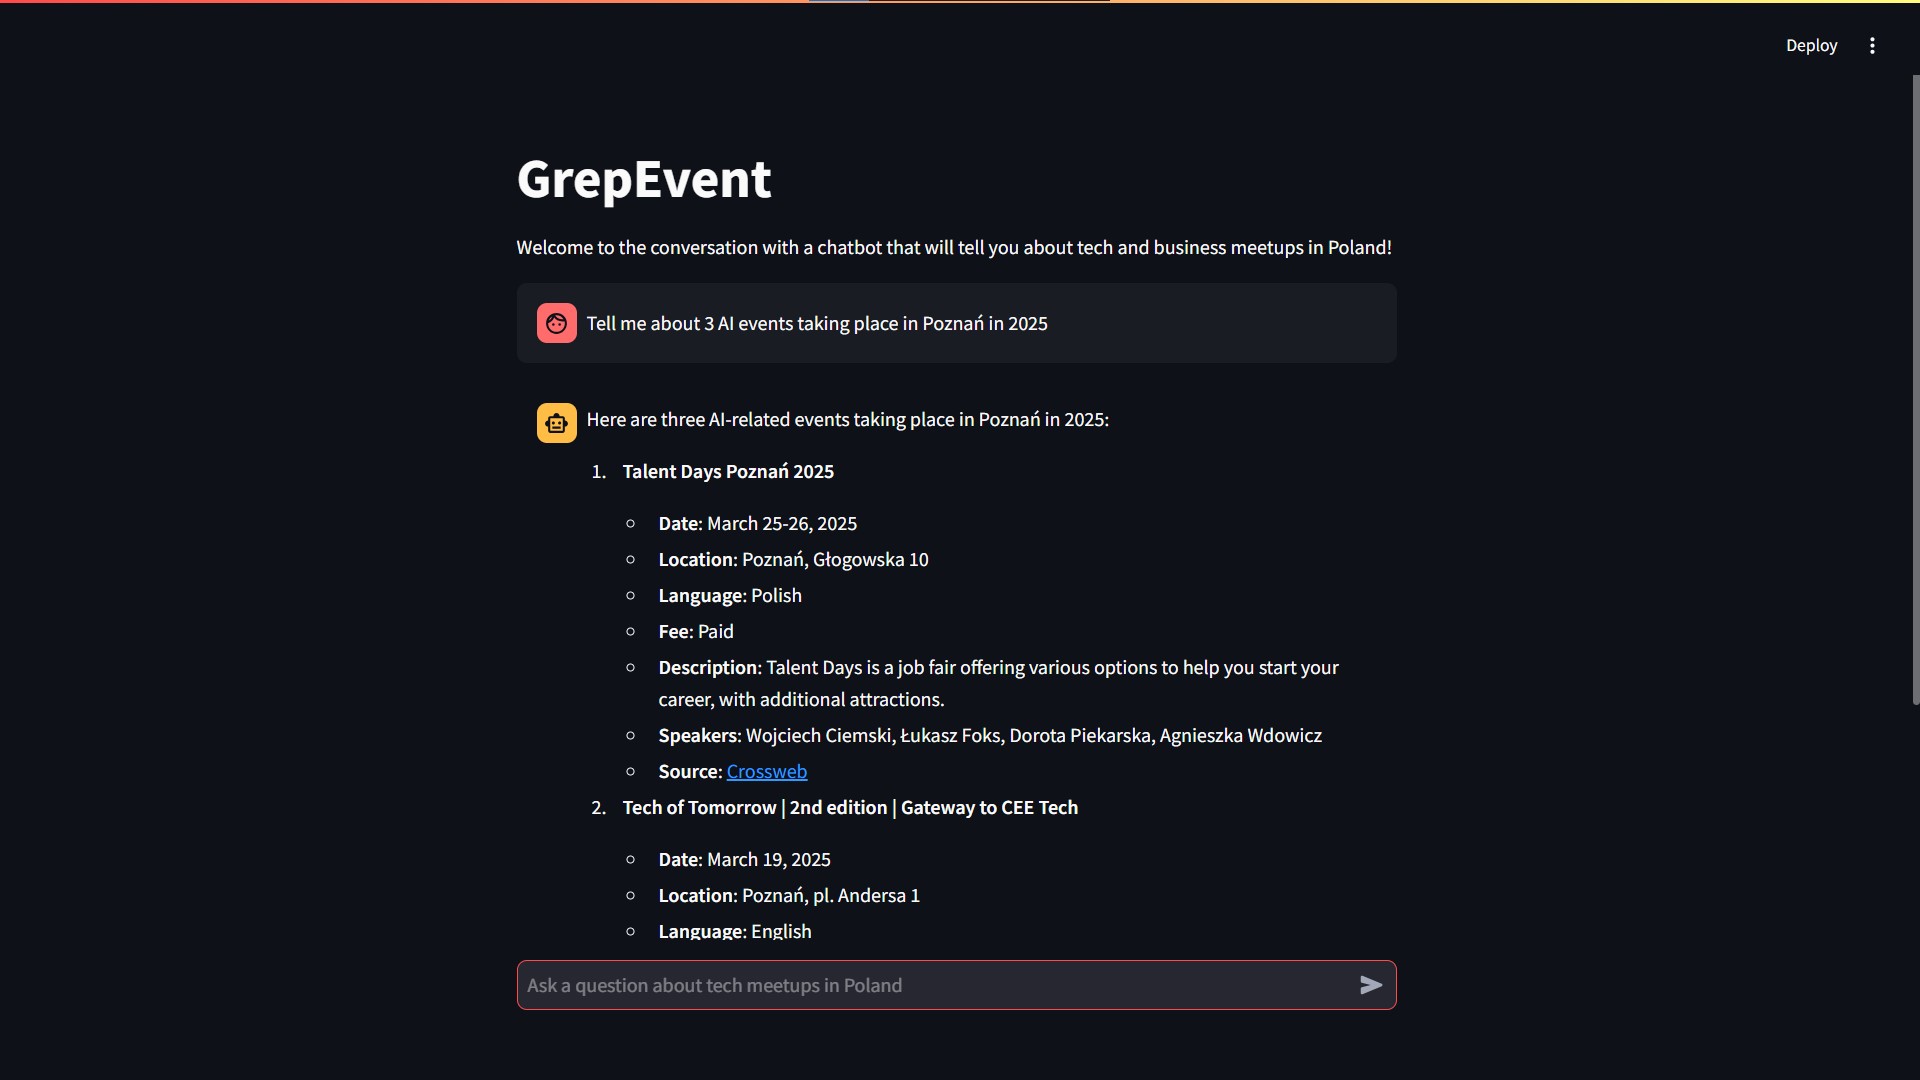 Deploy
GrepEvent
Welcome to the conversation with a chatbot that will tell you about tech and business meetups in Poland!
Tell me about 3 AI events taking place in Poznań in 2025
Here are three AI-related events taking place in Poznań in 2025:
1. Talent Days Poznań 2025
Date: March 25-26, 2025
Location: Poznań, Głogowska 10
Language: Polish
Fee: Paid
Description: Talent Days is a job fair offering various options to help you start your
career, with additional attractions.
Speakers: Wojciech Ciemski, Łukasz Foks, Dorota Piekarska, Agnieszka Wdowicz
Source: Crossweb
2. Tech of Tomorrow | 2nd edition | Gateway to CEE Tech
Date: March 19, 2025
Location: Poznań, pl. Andersa 1
Language: English
Ask a question about tech meetups in Poland